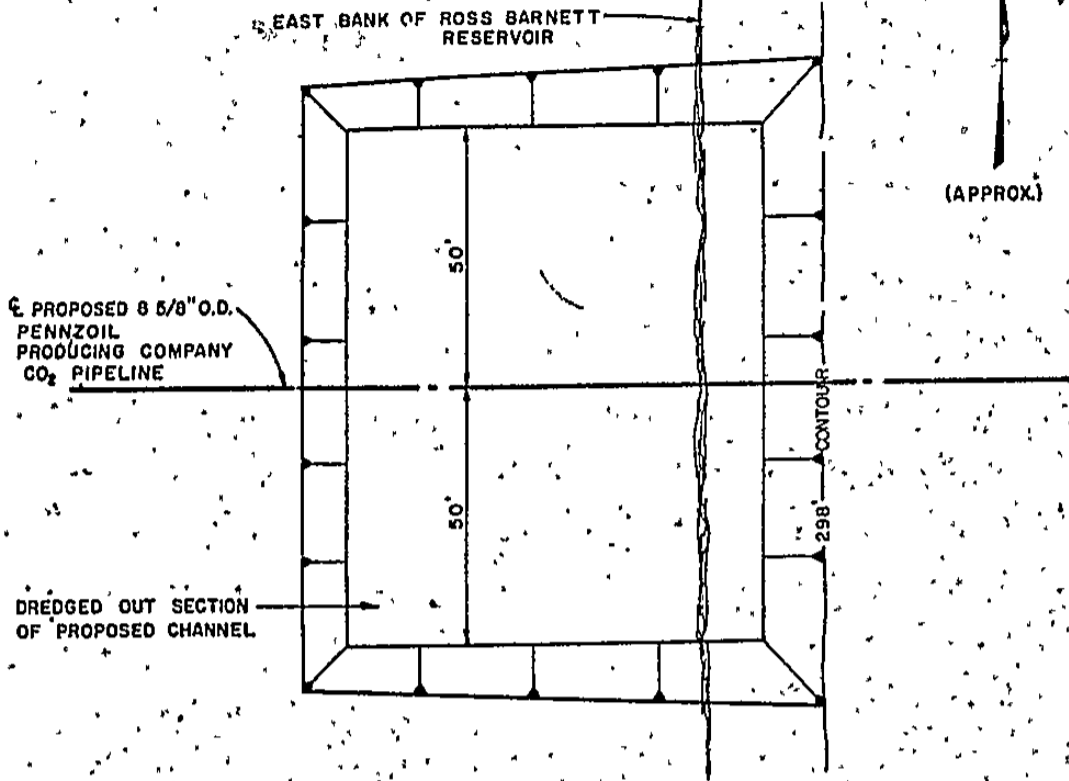 EAST BANK OF ROSS BARNETT
RESERVOIR
(APPROX.)
50'
℄ PROPOSED 8 5/8" O.D.
PENNZOIL
PRODUCING COMPANY
CO₂ PIPELINE
298' CONTOUR
50'
DREDGED OUT SECTION
OF PROPOSED CHANNEL